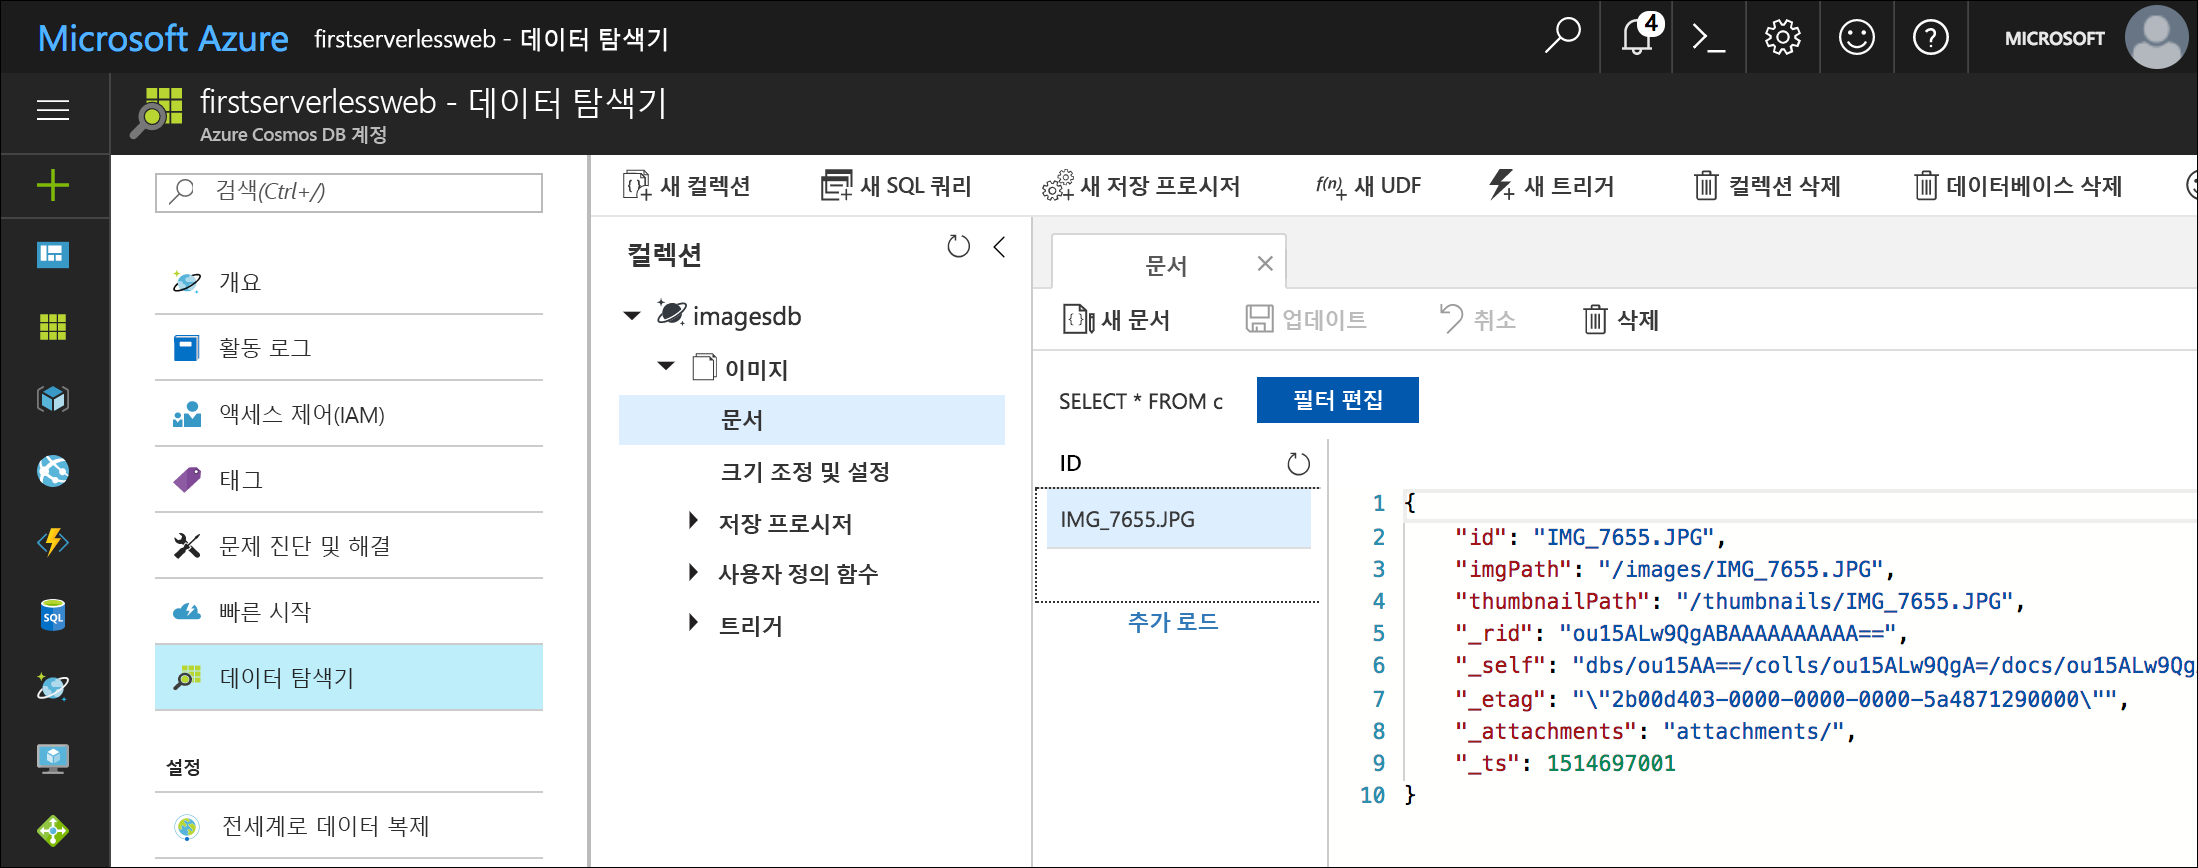 Microsoft Azure firstserverlessweb - 데이터 탐색기
4
MICROSOFT
firstserverlessweb - 데이터 탐색기
Azure Cosmos DB 계정
검색(Ctrl+/)
개요
활동 로그
액세스 제어(IAM)
태그
문제 진단 및 해결
빠른 시작
데이터 탐색기
설정
전세계로 데이터 복제
새 컬렉션 새 SQL 쿼리 새 저장 프로시저 f(n) 새 UDF 새 트리거 컬렉션 삭제 데이터베이스 삭제
컬렉션
imagesdb
이미지
문서
크기 조정 및 설정
저장 프로시저
사용자 정의 함수
트리거
문서
새 문서 업데이트 취소 삭제
SELECT * FROM c 필터 편집
ID
IMG_7655.JPG
추가 로드
1 {
2 "id": "IMG_7655.JPG",
3 "imgPath": "/images/IMG_7655.JPG",
4 "thumbnailPath": "/thumbnails/IMG_7655.JPG",
5 "_rid": "ou15ALw9QgABAAAAAAAAAA==",
6 "_self": "dbs/ou15AA==/colls/ou15ALw9QgA=/docs/ou15ALw9Qg
7 "_etag": "\"2b00d403-0000-0000-0000-5a4871290000\"",
8 "_attachments": "attachments/",
9 "_ts": 1514697001
10 }
SQL